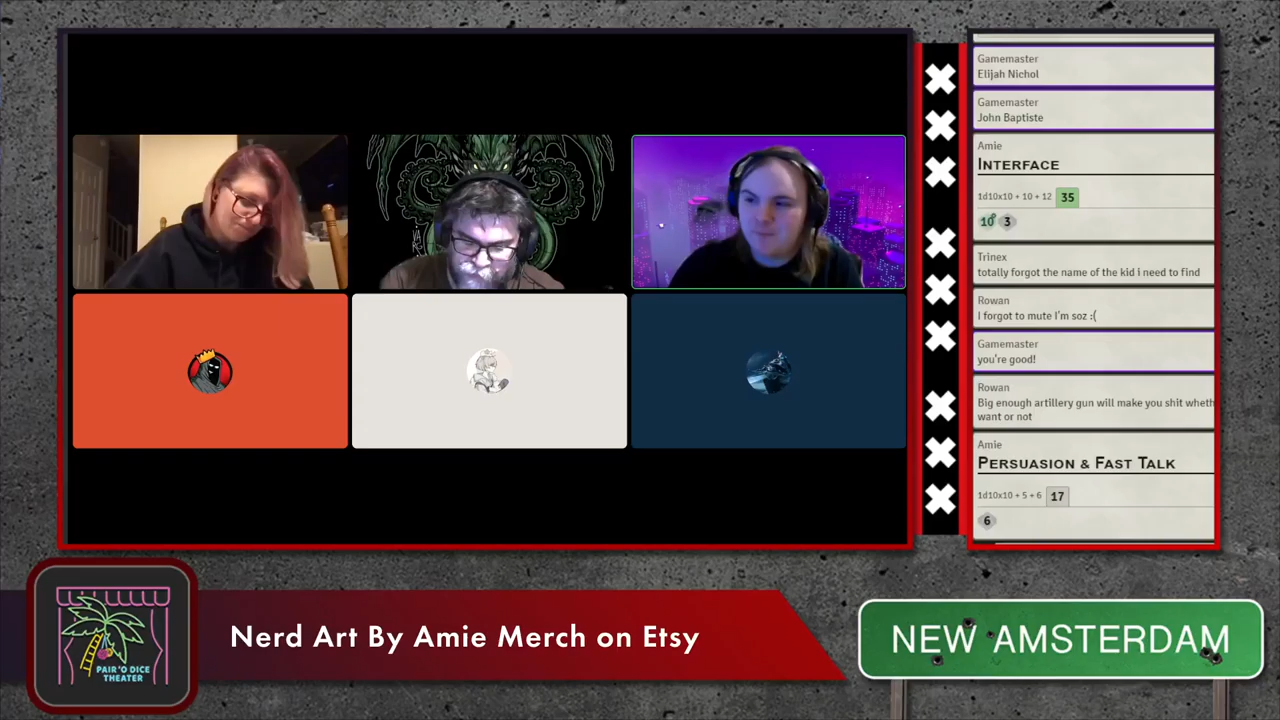 Gamemaster
Elijah Nichol
Gamemaster
John Baptiste
Amie
INTERFACE
1d10x10 + 10 + 12 35
10 3
Trinex
totally forgot the name of the kid i need to find
Rowan
I forgot to mute I'm soz :(
Gamemaster
you're good!
Rowan
Big enough artillery gun will make you shit wheth
want or not
Amie
PERSUASION & FAST TALK
1d10x10 + 5 + 6 17
6
PAIR'O DICE
THEATER
Nerd Art By Amie Merch on Etsy
NEW AMSTERDAM